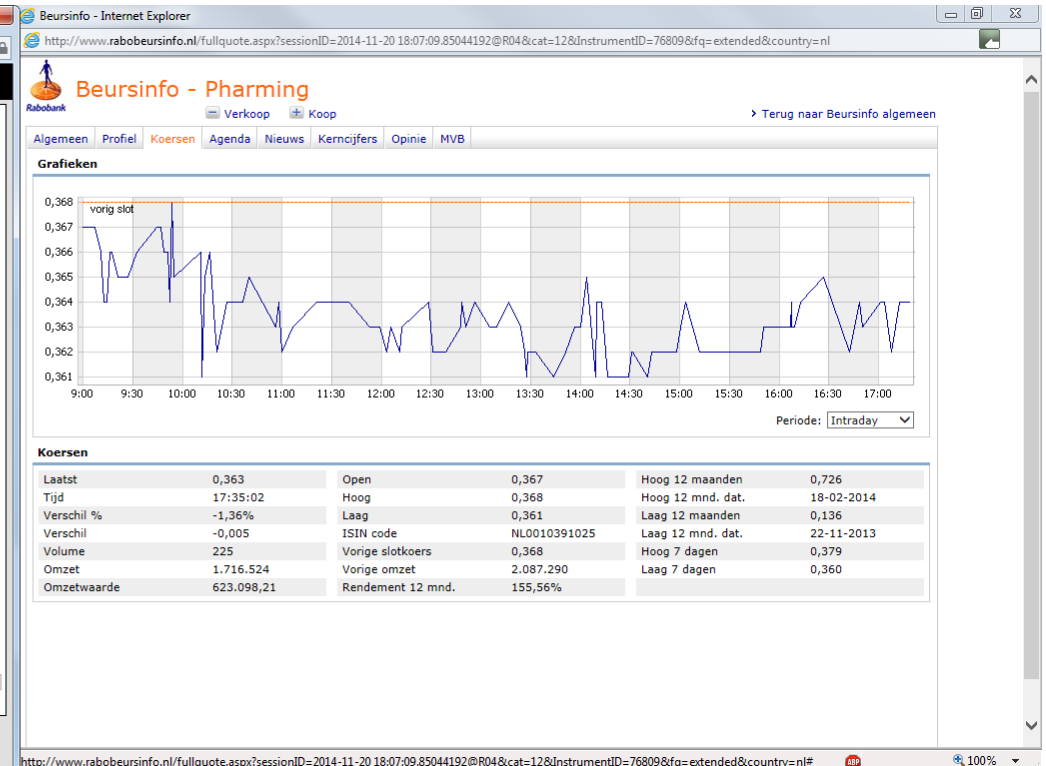 Beursinfo - Internet Explorer
http://www.rabobeursinfo.nl/fullquote.aspx?sessionID=2014-11-20 18:07:09.85044192@R04&cat=12&InstrumentID=76809&fq=extended&country=nl
Rabobank
Beursinfo - Pharming
Verkoop Koop
> Terug naar Beursinfo algemeen
Algemeen Profiel Koersen Agenda Nieuws Kerncijfers Opinie MVB
Grafieken
0,368
vorig slot
0,367
0,366
0,365
0,364
0,363
0,362
0,361
9:00 9:30 10:00 10:30 11:00 11:30 12:00 12:30 13:00 13:30 14:00 14:30 15:00 15:30 16:00 16:30 17:00
Periode: Intraday
Koersen
Laatst 0,363 Open 0,367 Hoog 12 maanden 0,726
Tijd 17:35:02 Hoog 0,368 Hoog 12 mnd. dat. 18-02-2014
Verschil % -1,36% Laag 0,361 Laag 12 maanden 0,136
Verschil -0,005 ISIN code NL0010391025 Laag 12 mnd. dat. 22-11-2013
Volume 225 Vorige slotkoers 0,368 Hoog 7 dagen 0,379
Omzet 1.716.524 Vorige omzet 2.087.290 Laag 7 dagen 0,360
Omzetwaarde 623.098,21 Rendement 12 mnd. 155,56%
http://www.rabobeursinfo.nl/fullquote.aspx?sessionID=2014-11-20 18:07:09.85044192@R04&cat=12&InstrumentID=76809&fq=extended&country=nl#
ABP
100%